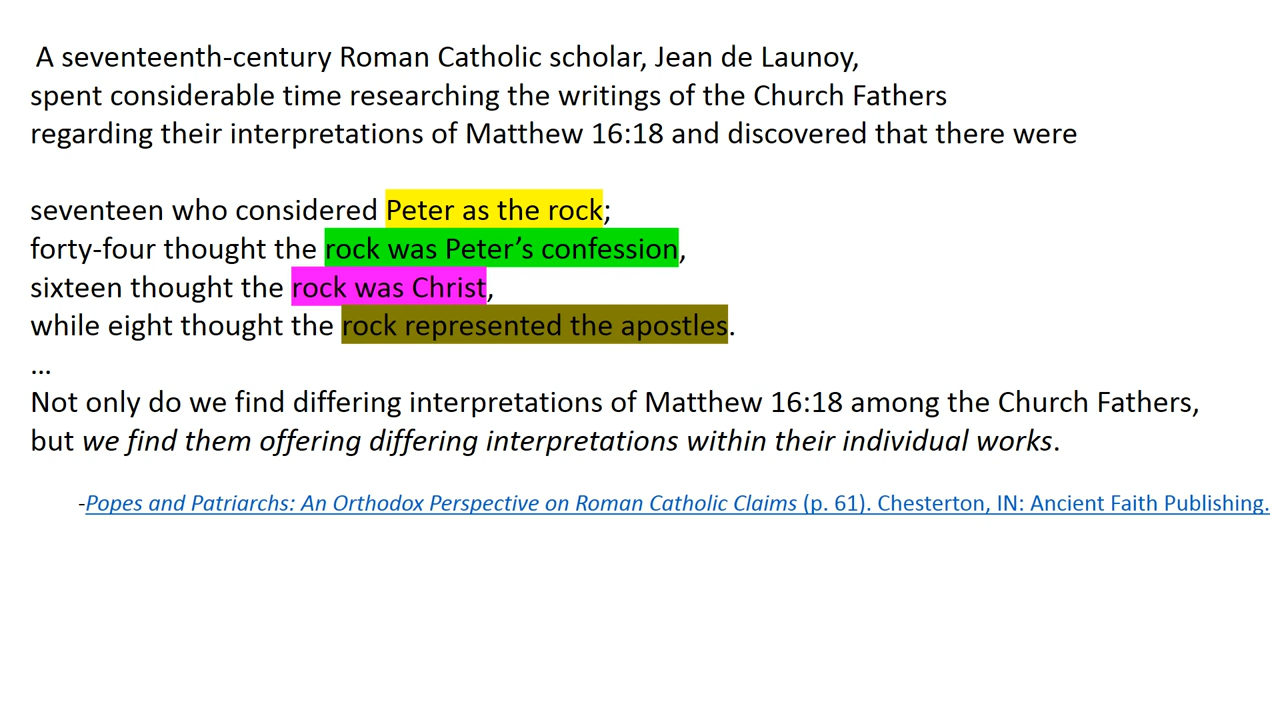 A seventeenth-century Roman Catholic scholar, Jean de Launoy,
spent considerable time researching the writings of the Church Fathers
regarding their interpretations of Matthew 16:18 and discovered that there were
seventeen who considered Peter as the rock;
forty-four thought the rock was Peter’s confession,
sixteen thought the rock was Christ,
while eight thought the rock represented the apostles.
…
Not only do we find differing interpretations of Matthew 16:18 among the Church Fathers,
but we find them offering differing interpretations within their individual works.
-Popes and Patriarchs: An Orthodox Perspective on Roman Catholic Claims (p. 61). Chesterton, IN: Ancient Faith Publishing.